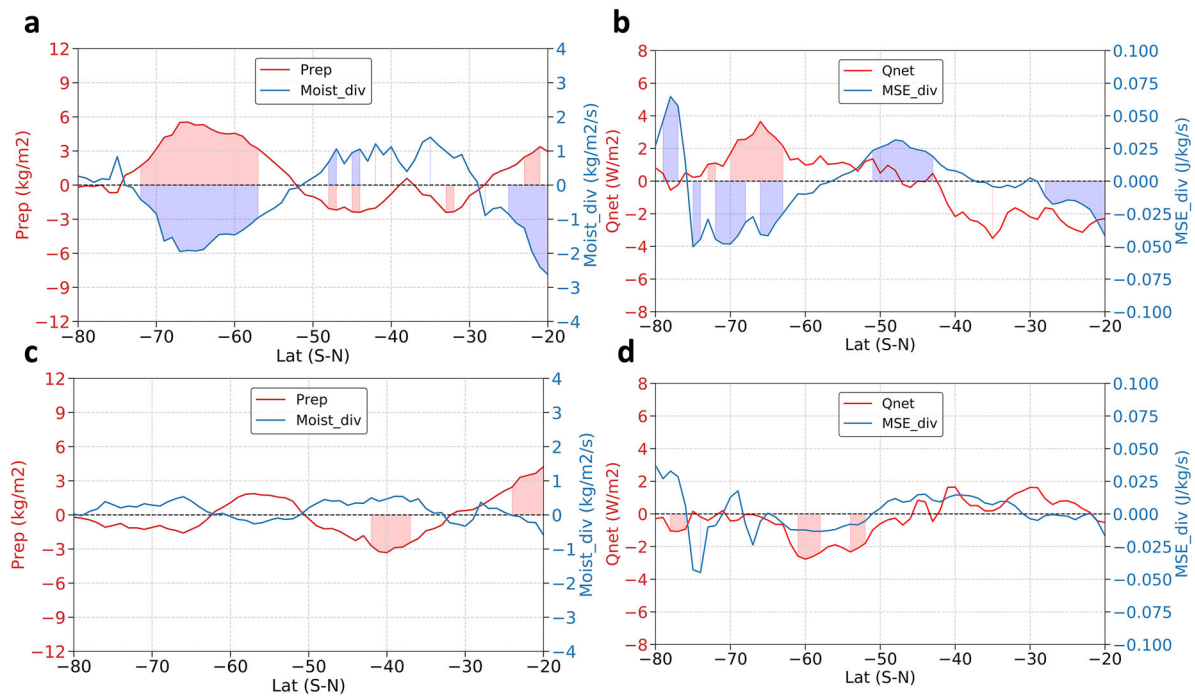 a
12
9
6
3
0
−3
−6
−9
−12
Prep (kg/m2)
Prep
Moist_div
4
3
2
1
0
−1
−2
−3
−4
Moist_div (kg/m2/s)
−80 −70 −60 −50 −40 −30 −20
Lat (S-N)
b
8
6
4
2
0
−2
−4
−6
−8
Qnet (W/m2)
Qnet
MSE_div
0.100
0.075
0.050
0.025
0.000
−0.025
−0.050
−0.075
−0.100
MSE_div (J/kg/s)
−80 −70 −60 −50 −40 −30 −20
Lat (S-N)
c
12
9
6
3
0
−3
−6
−9
−12
Prep (kg/m2)
Prep
Moist_div
4
3
2
1
0
−1
−2
−3
−4
Moist_div (kg/m2/s)
−80 −70 −60 −50 −40 −30 −20
Lat (S-N)
d
8
6
4
2
0
−2
−4
−6
−8
Qnet (W/m2)
Qnet
MSE_div
0.100
0.075
0.050
0.025
0.000
−0.025
−0.050
−0.075
−0.100
MSE_div (J/kg/s)
−80 −70 −60 −50 −40 −30 −20
Lat (S-N)